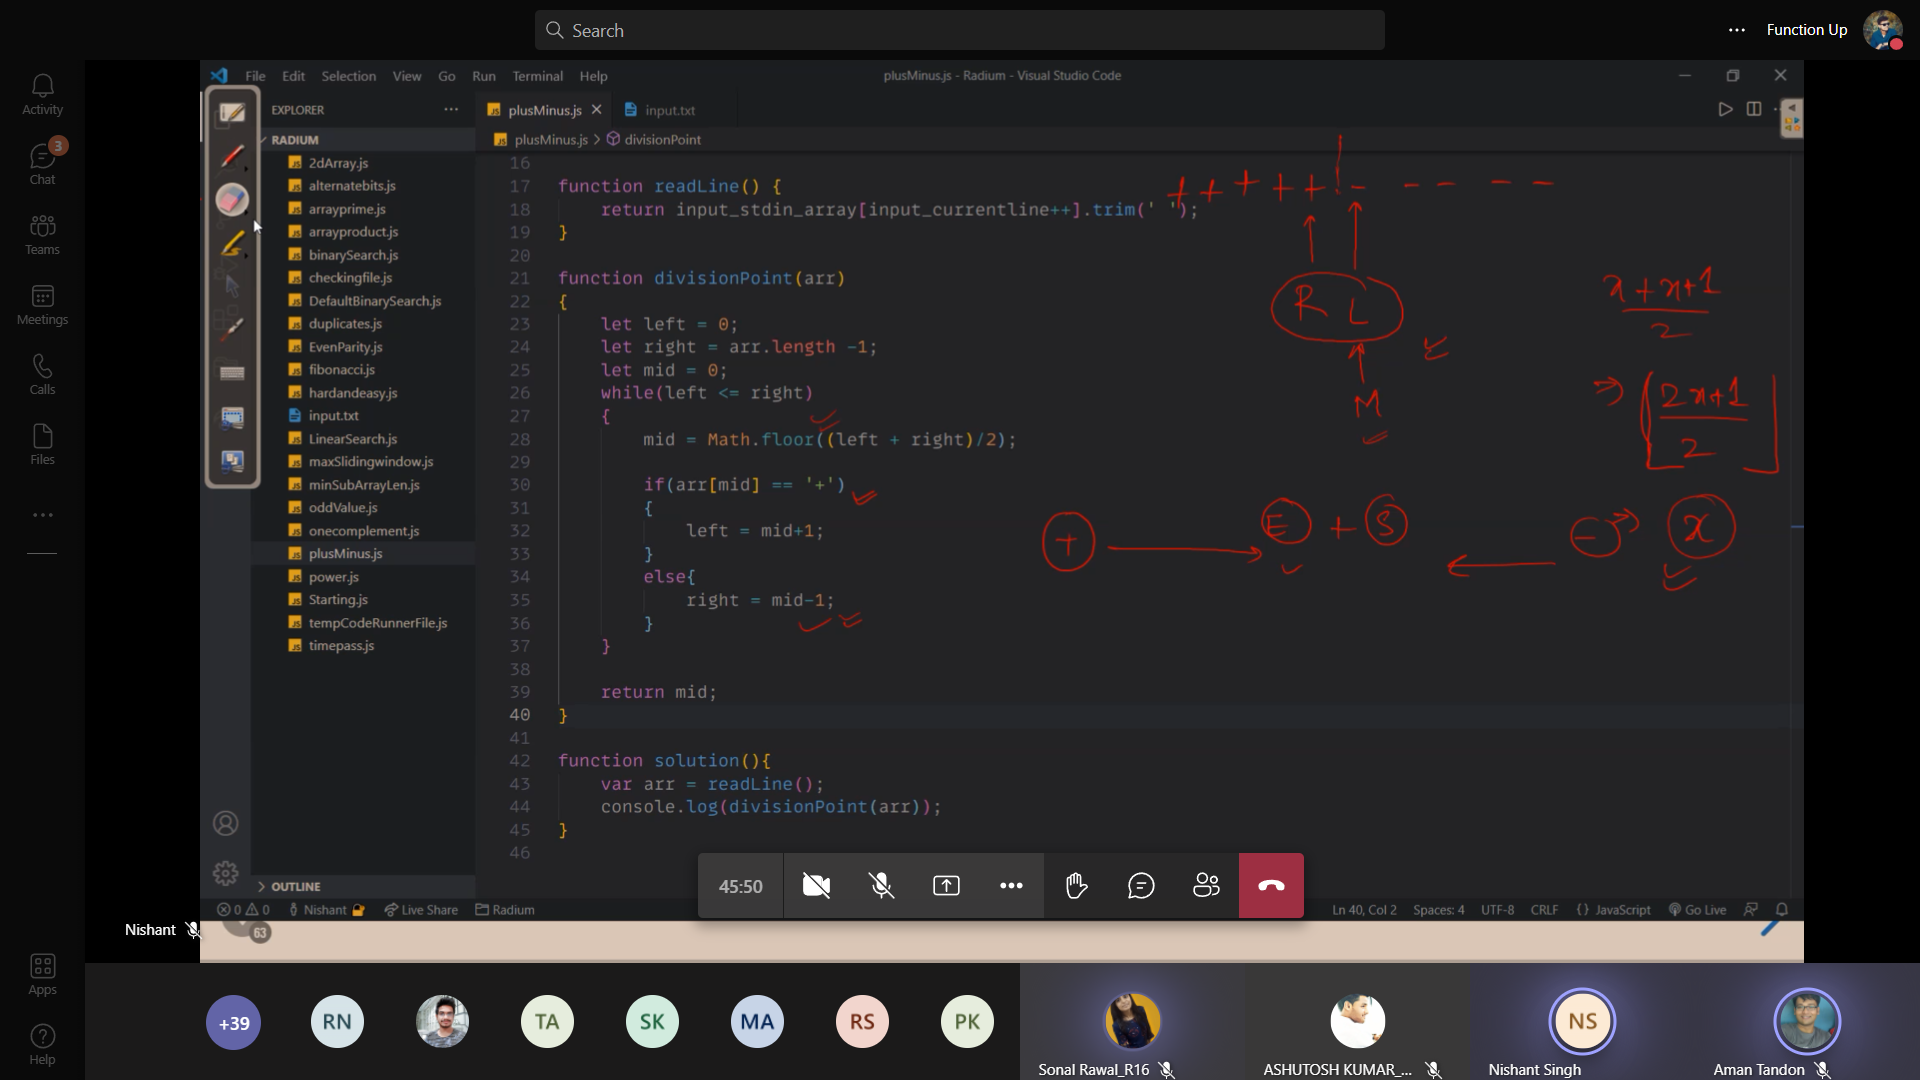 Search
Function Up
Activity
Chat
3
Teams
Meetings
Calls
Files
Apps
Help
File Edit Selection View Go Run Terminal Help
plusMinus.js - Radium - Visual Studio Code
EXPLORER
RADIUM
2dArray.js
alternatebits.js
arrayprime.js
arrayproduct.js
binarySearch.js
checkingfile.js
DefaultBinarySearch.js
duplicates.js
EvenParity.js
fibonacci.js
hardandeasy.js
input.txt
LinearSearch.js
maxSlidingwindow.js
minSubArrayLen.js
oddValue.js
onecomplement.js
plusMinus.js
power.js
Starting.js
tempCodeRunnerFile.js
timepass.js
OUTLINE
plusMinus.js input.txt
plusMinus.js > divisionPoint
16
17 function readLine() {
18 return input_stdin_array[input_currentline++].trim(' ');
19 }
20
21 function divisionPoint(arr)
22 {
23 let left = 0;
24 let right = arr.length -1;
25 let mid = 0;
26 while(left <= right)
27 {
28 mid = Math.floor((left + right)/2);
29
30 if(arr[mid] == '+')
31 {
32 left = mid+1;
33 }
34 else{
35 right = mid-1;
36 }
37 }
38
39 return mid;
40 }
41
42 function solution(){
43 var arr = readLine();
44 console.log(divisionPoint(arr));
45 }
46
+ + + + + - - - - -
R L
M
x+x+1
2
⇒ 2x+1
2
+ → E + S ← - → x
45:50
0 0 Nishant Live Share Radium
Ln 40, Col 2 Spaces: 4 UTF-8 CRLF {} JavaScript Go Live
Nishant
63
+39
RN
TA
SK
MA
RS
PK
NS
Sonal Rawal_R16
ASHUTOSH KUMAR_...
Nishant Singh
Aman Tandon